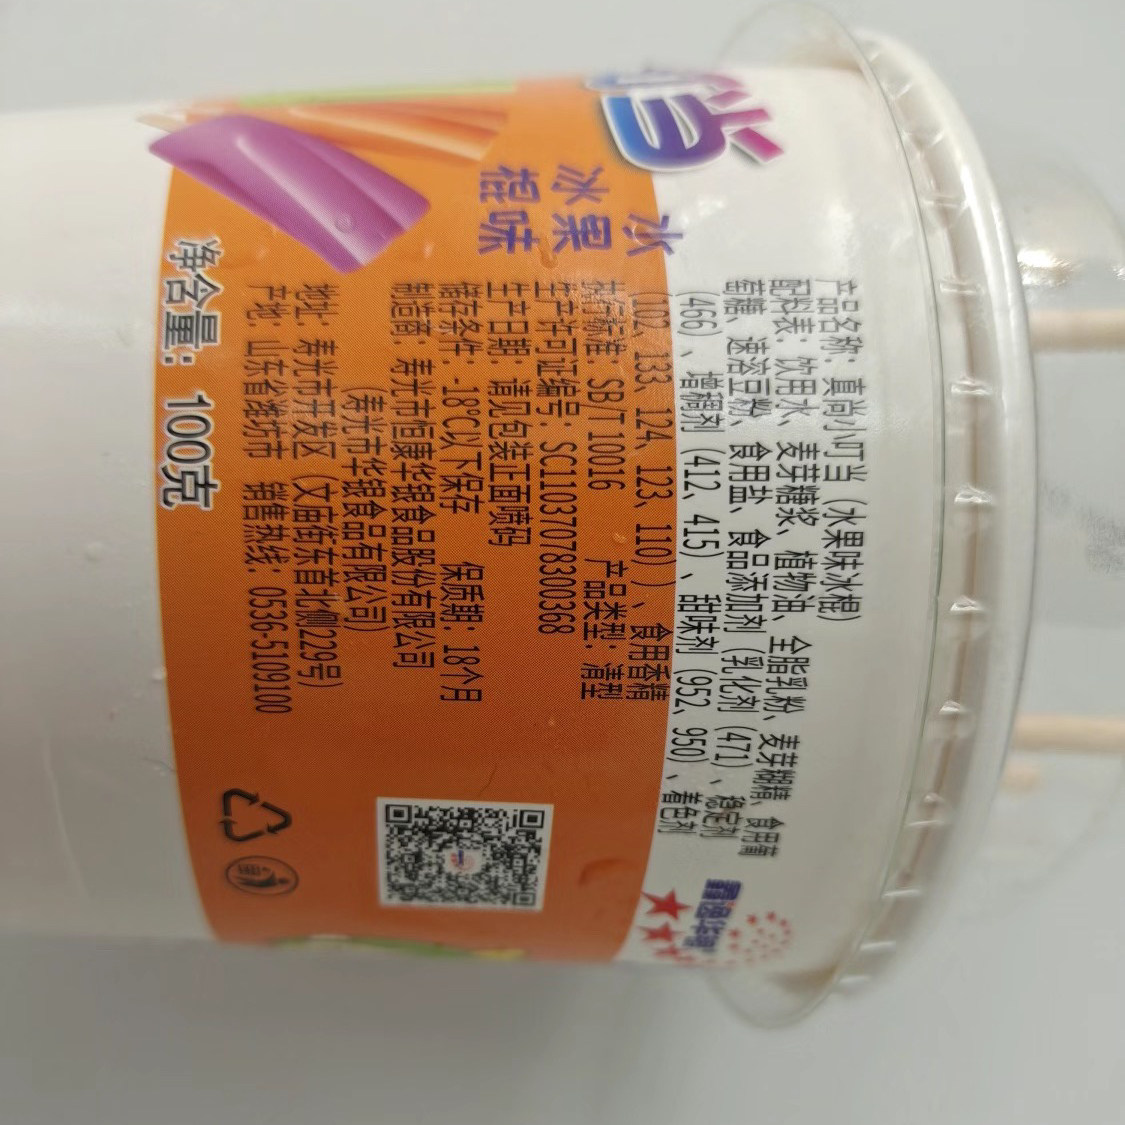 当
水果味
冰棍
产品名称：真尚小叮当（水果味冰棍）
配料表：饮用水、麦芽糖浆、植物油、全脂乳粉、麦芽糊精、食用葡
萄糖、速溶豆粉、食用盐、食品添加剂（乳化剂（471）、稳定剂
（466）、增稠剂（412、415）、甜味剂（952、950）、着色剂
（102、133、124、123、110））、食用香精
执行标准：SB/T 10016 产品类型：清型
生产许可证编号：SC11037078300368
生产日期：请见包装正面喷码
储存条件：-18℃以下保存 保质期：18个月
制造商：寿光市恒康华银食品股份有限公司
（寿光市华银食品有限公司）
地址：寿光市开发区（文庙街东首北侧229号）
产地：山东省潍坊市 销售热线：0536-5109100
净含量：100克